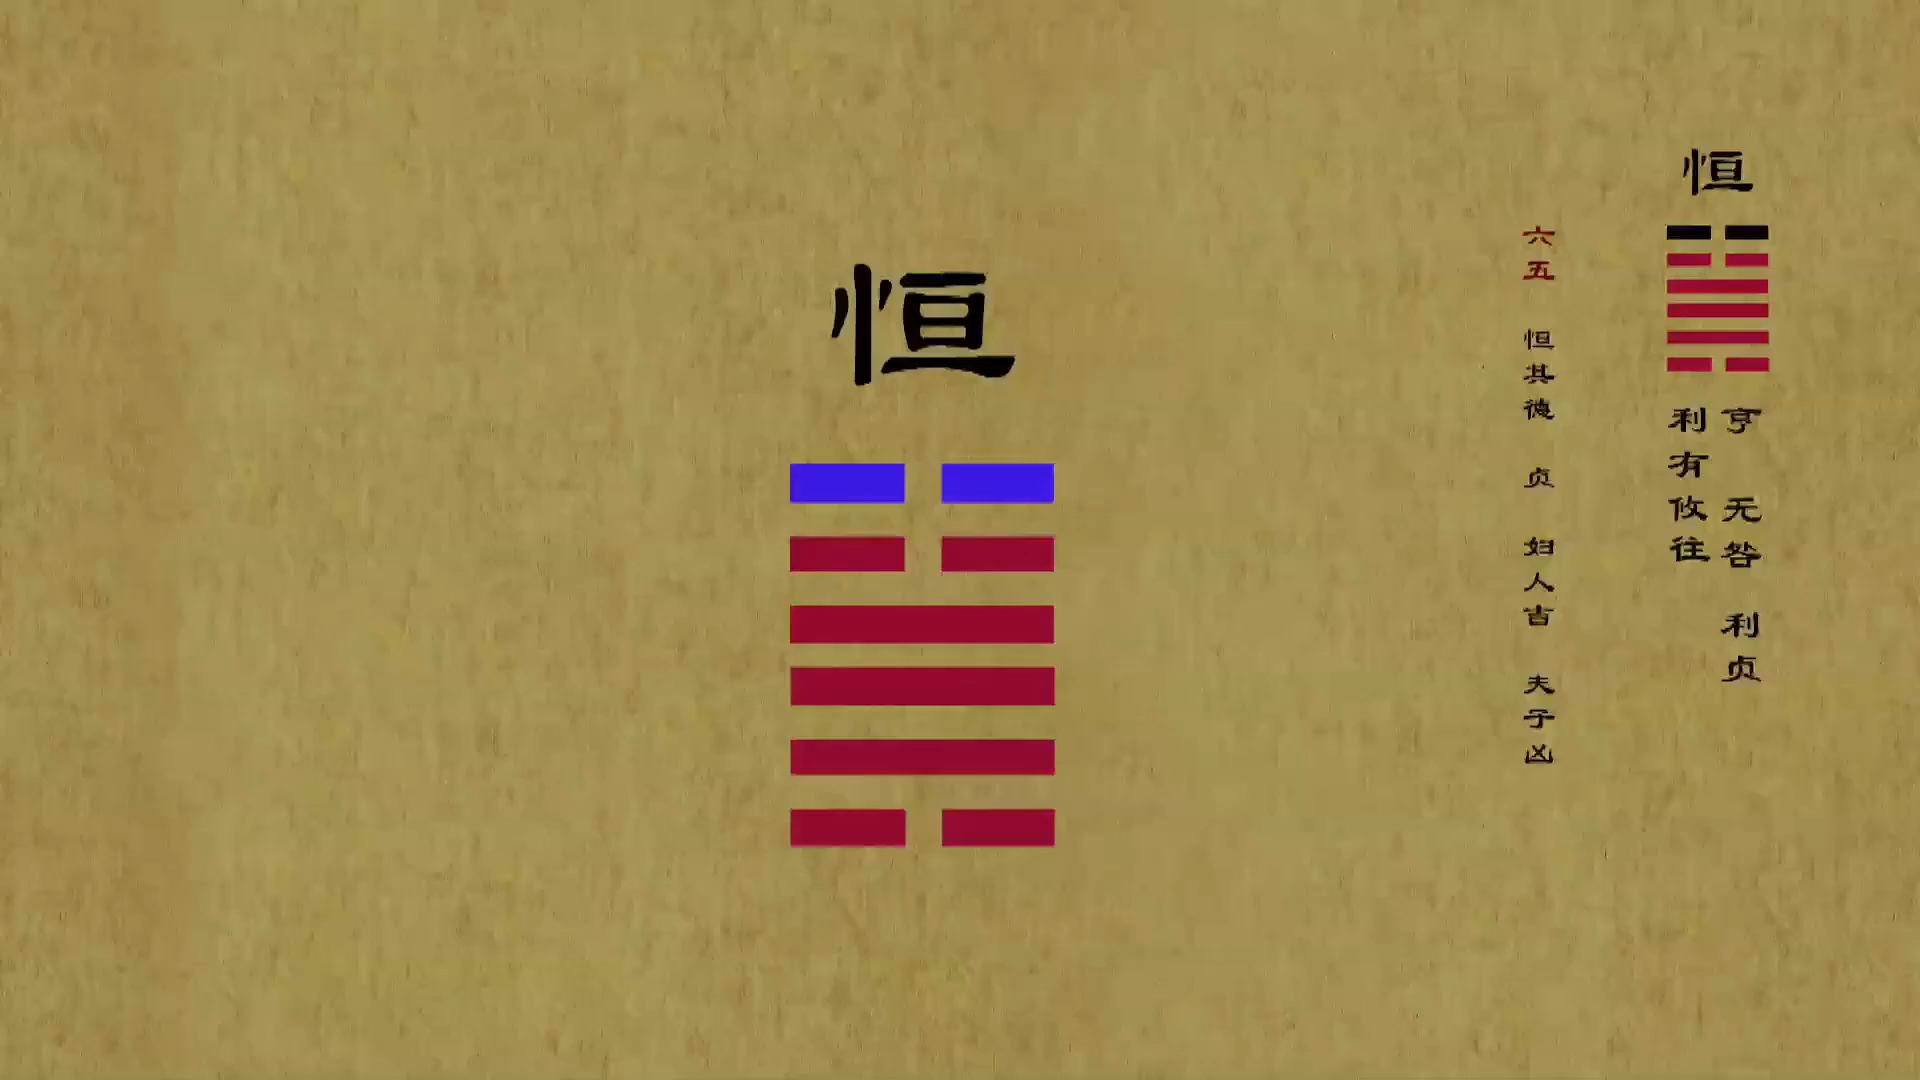 恒
恒
亨 无咎 利贞
利有攸往
六五 恒其德 贞 妇人吉 夫子凶